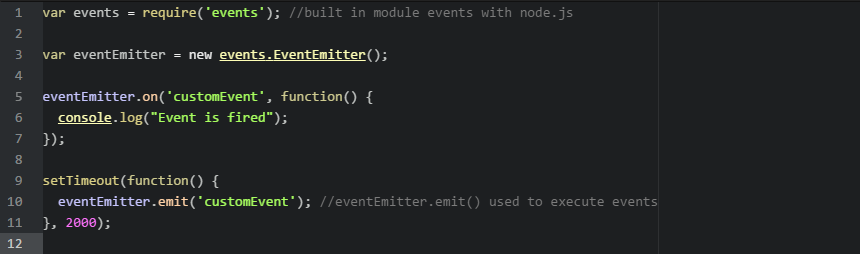 1 var events = require('events'); //built in module events with node.js
2
3 var eventEmitter = new events.EventEmitter();
4
5 eventEmitter.on('customEvent', function() {
6   console.log("Event is fired");
7 });
8
9 setTimeout(function() {
10   eventEmitter.emit('customEvent'); //eventEmitter.emit() used to execute events
11 }, 2000);
12